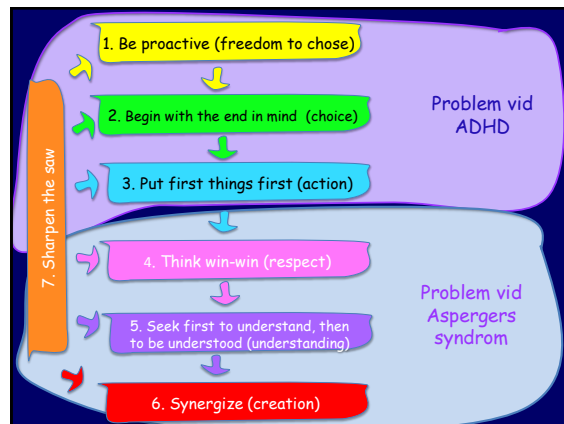 1. Be proactive (freedom to chose)
2. Begin with the end in mind (choice)
3. Put first things first (action)
Problem vid
ADHD
7. Sharpen the saw
4. Think win-win (respect)
5. Seek first to understand, then
to be understood (understanding)
6. Synergize (creation)
Problem vid
Aspergers
syndrom